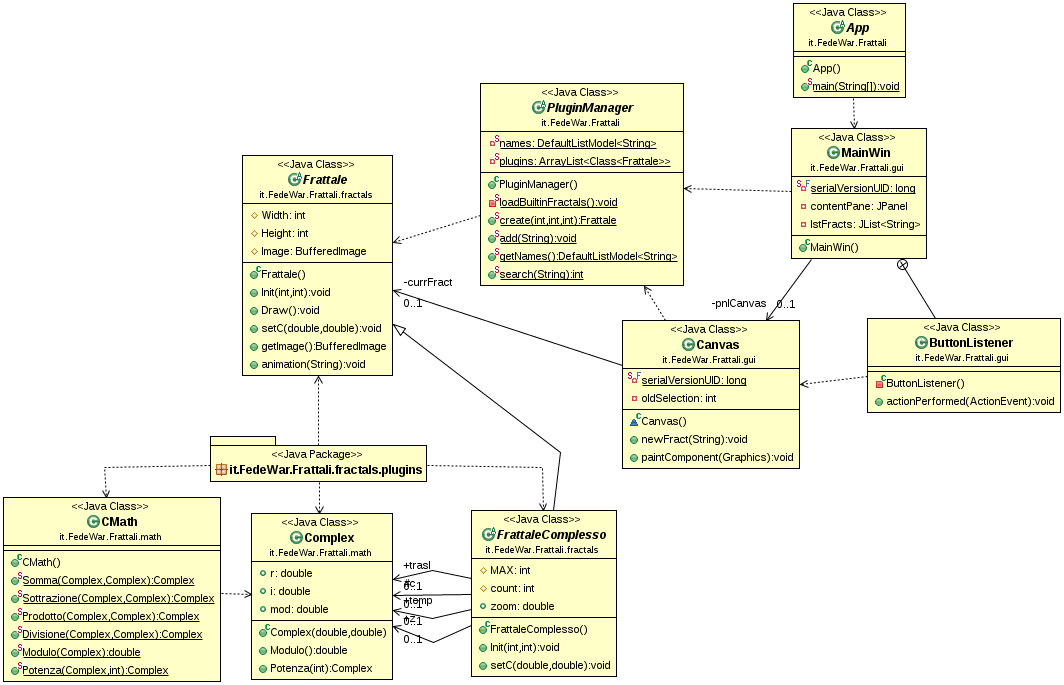 <<Java Class>>
App
it.FedeWar.Frattali
App()
main(String[]):void
<<Java Class>>
PluginManager
it.FedeWar.Frattali
names: DefaultListModel<String>
plugins: ArrayList<Class<Frattale>>
PluginManager()
loadBuiltinFractals():void
create(int,int,int):Frattale
add(String):void
getNames():DefaultListModel<String>
search(String):int
<<Java Class>>
MainWin
it.FedeWar.Frattali.gui
serialVersionUID: long
contentPane: JPanel
lstFracts: JList<String>
MainWin()
<<Java Class>>
Frattale
it.FedeWar.Frattali.fractals
Width: int
Height: int
Image: BufferedImage
Frattale()
Init(int,int):void
Draw():void
setC(double,double):void
getImage():BufferedImage
animation(String):void
-currFract
0..1
-pnlCanvas
0..1
<<Java Class>>
Canvas
it.FedeWar.Frattali.gui
serialVersionUID: long
oldSelection: int
Canvas()
newFract(String):void
paintComponent(Graphics):void
<<Java Class>>
ButtonListener
it.FedeWar.Frattali.gui
ButtonListener()
actionPerformed(ActionEvent):void
<<Java Package>>
it.FedeWar.Frattali.fractals.plugins
<<Java Class>>
CMath
it.FedeWar.Frattali.math
CMath()
Somma(Complex,Complex):Complex
Sottrazione(Complex,Complex):Complex
Prodotto(Complex,Complex):Complex
Divisione(Complex,Complex):Complex
Modulo(Complex):double
Potenza(Complex,int):Complex
<<Java Class>>
Complex
it.FedeWar.Frattali.math
r: double
i: double
mod: double
Complex(double,double)
Modulo():double
Potenza(int):Complex
+trasl
0..1
+temp
0..1
0..1
<<Java Class>>
FrattaleComplesso
it.FedeWar.Frattali.fractals
MAX: int
count: int
zoom: double
FrattaleComplesso()
Init(int,int):void
setC(double,double):void